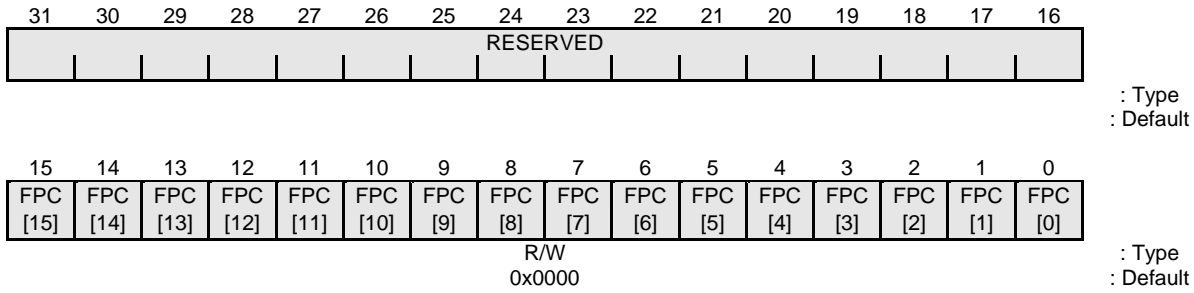 31 30 29 28 27 26 25 24 23 22 21 20 19 18 17 16
RESERVED
: Type
: Default
15 14 13 12 11 10 9 8 7 6 5 4 3 2 1 0
FPC FPC FPC FPC FPC FPC FPC FPC FPC FPC FPC FPC FPC FPC FPC FPC
[15] [14] [13] [12] [11] [10] [9] [8] [7] [6] [5] [4] [3] [2] [1] [0]
R/W : Type
0x0000 : Default